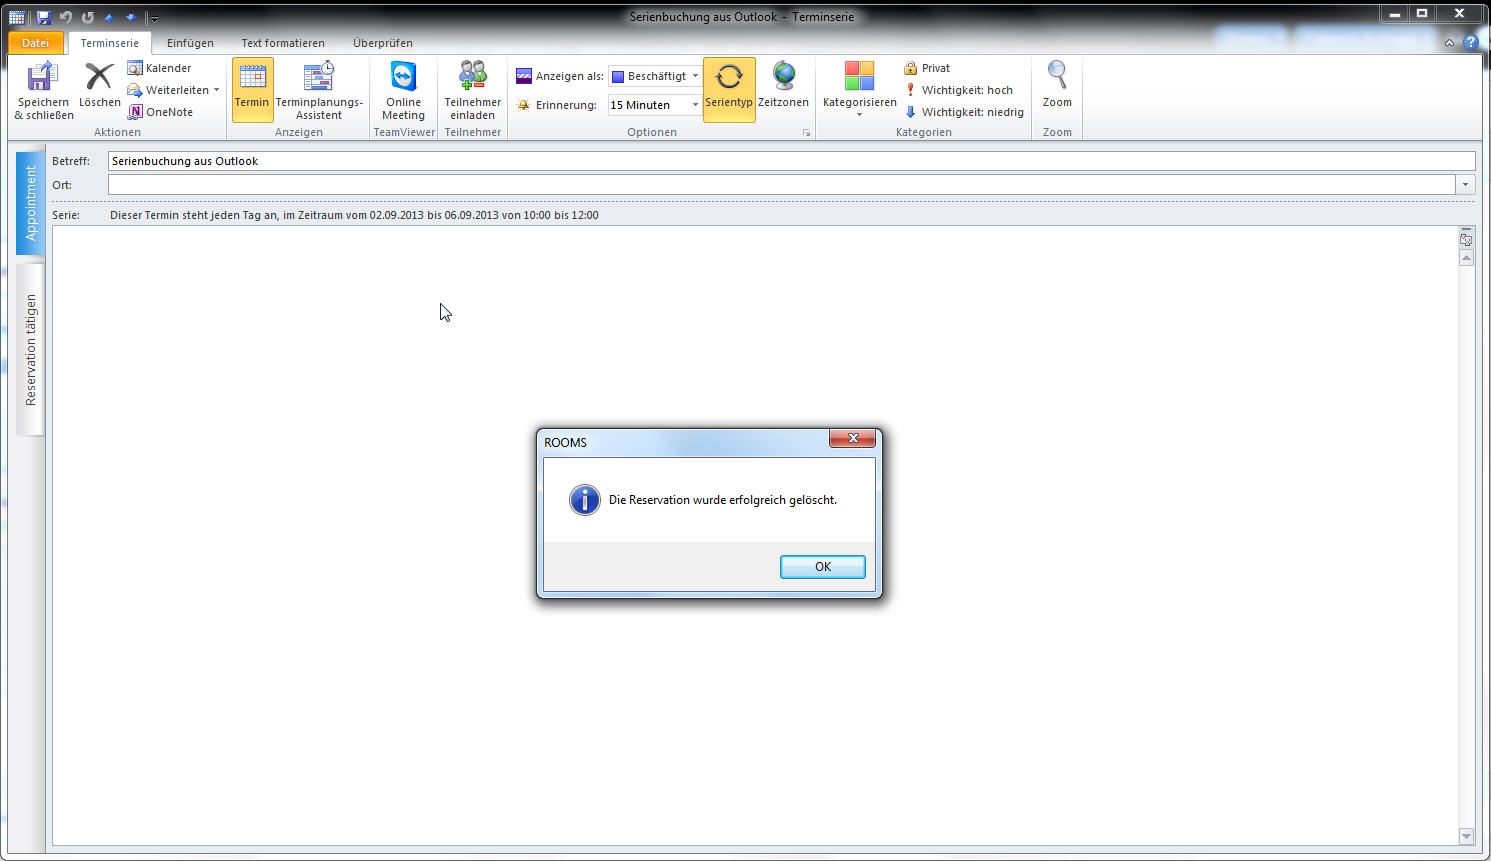 Serienbuchung aus Outlook - Terminserie
Datei Terminserie Einfügen Text formatieren Überprüfen
Speichern & schließen
Löschen
Kalender
Weiterleiten
OneNote
Aktionen
Termin
Terminplanungs-Assistent
Anzeigen
Online Meeting
TeamViewer
Teilnehmer einladen
Teilnehmer
Anzeigen als: Beschäftigt
Erinnerung: 15 Minuten
Serientyp
Zeitzonen
Optionen
Kategorisieren
Privat
Wichtigkeit: hoch
Wichtigkeit: niedrig
Kategorien
Zoom
Zoom
Appointment
Reservation tätigen
Betreff: Serienbuchung aus Outlook
Ort:
Serie: Dieser Termin steht jeden Tag an, im Zeitraum vom 02.09.2013 bis 06.09.2013 von 10:00 bis 12:00
ROOMS
Die Reservation wurde erfolgreich gelöscht.
OK